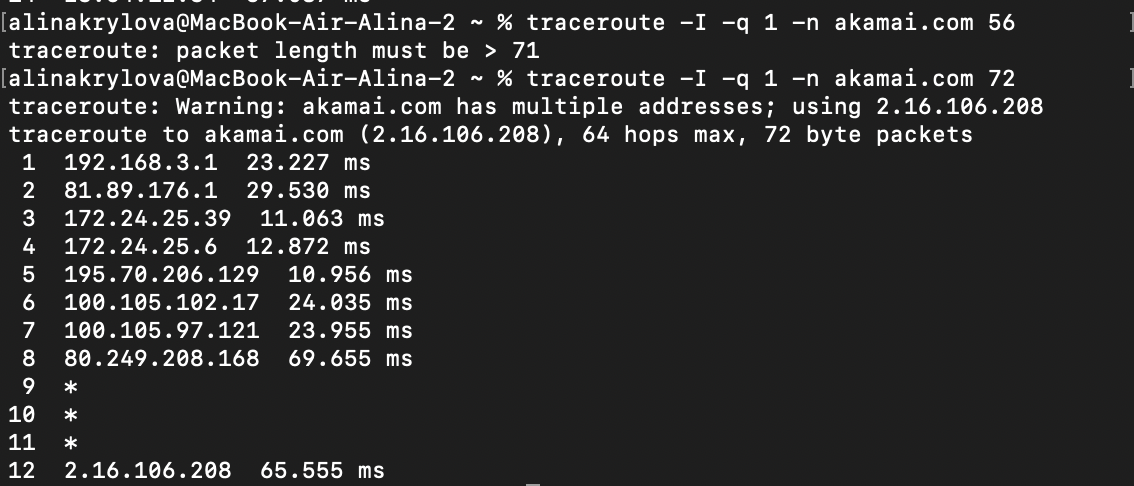 [alinakrylova@MacBook-Air-Alina-2 ~ % traceroute -I -q 1 -n akamai.com 56 ]
traceroute: packet length must be > 71
[alinakrylova@MacBook-Air-Alina-2 ~ % traceroute -I -q 1 -n akamai.com 72 ]
traceroute: Warning: akamai.com has multiple addresses; using 2.16.106.208
traceroute to akamai.com (2.16.106.208), 64 hops max, 72 byte packets
1 192.168.3.1 23.227 ms
2 81.89.176.1 29.530 ms
3 172.24.25.39 11.063 ms
4 172.24.25.6 12.872 ms
5 195.70.206.129 10.956 ms
6 100.105.102.17 24.035 ms
7 100.105.97.121 23.955 ms
8 80.249.208.168 69.655 ms
9 *
10 *
11 *
12 2.16.106.208 65.555 ms